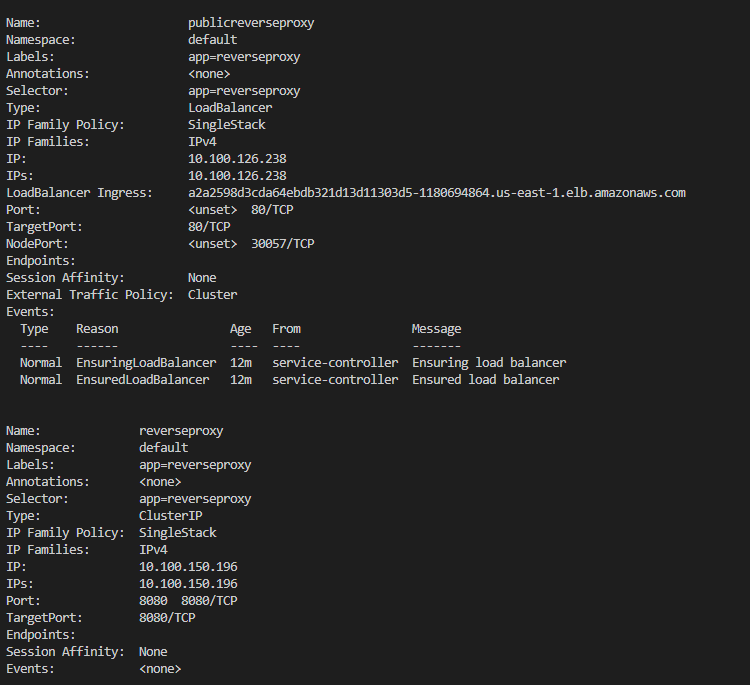 Name:                     publicreverseproxy
Namespace:                default
Labels:                   app=reverseproxy
Annotations:              <none>
Selector:                 app=reverseproxy
Type:                     LoadBalancer
IP Family Policy:         SingleStack
IP Families:              IPv4
IP:                       10.100.126.238
IPs:                      10.100.126.238
LoadBalancer Ingress:     a2a2598d3cda64ebdb321d13d11303d5-1180694864.us-east-1.elb.amazonaws.com
Port:                     <unset>  80/TCP
TargetPort:               80/TCP
NodePort:                 <unset>  30057/TCP
Endpoints:
Session Affinity:         None
External Traffic Policy:  Cluster
Events:
  Type    Reason                Age   From                Message
  ----    ------                ----  ----                -------
  Normal  EnsuringLoadBalancer  12m   service-controller  Ensuring load balancer
  Normal  EnsuredLoadBalancer   12m   service-controller  Ensured load balancer
Name:              reverseproxy
Namespace:         default
Labels:            app=reverseproxy
Annotations:       <none>
Selector:          app=reverseproxy
Type:              ClusterIP
IP Family Policy:  SingleStack
IP Families:       IPv4
IP:                10.100.150.196
IPs:               10.100.150.196
Port:              8080  8080/TCP
TargetPort:        8080/TCP
Endpoints:
Session Affinity:  None
Events:            <none>